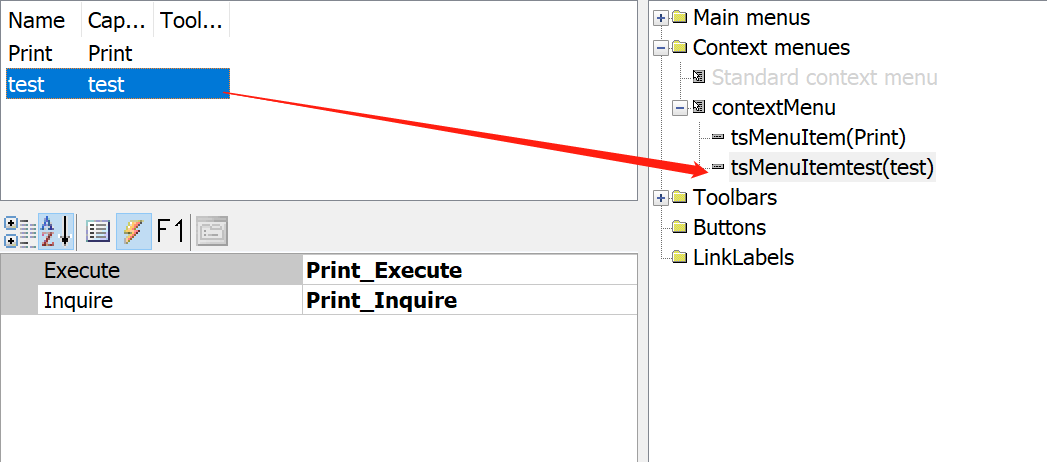 Name Cap... Tool...
Print Print
test test
Execute Print_Execute
Inquire Print_Inquire
Main menus
Context menues
Standard context menu
contextMenu
tsMenuItem(Print)
tsMenuItemtest(test)
Toolbars
Buttons
LinkLabels
A Z
F1